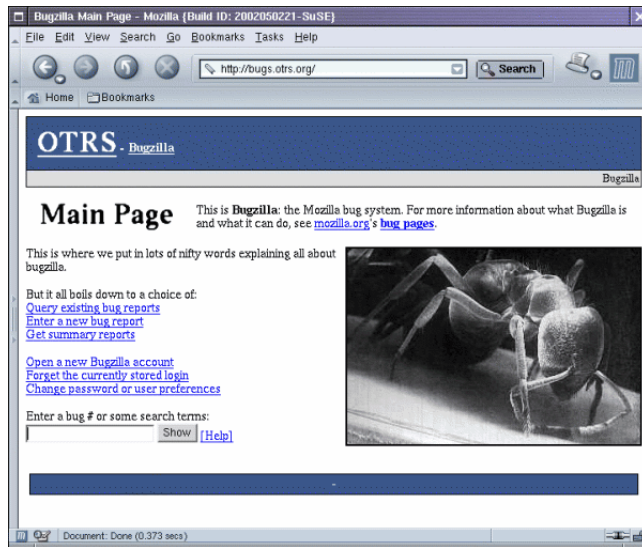 Bugzilla Main Page - Mozilla {Build ID: 2002050221-SuSE}
File Edit View Search Go Bookmarks Tasks Help
http://bugs.otrs.org/ Search
Home Bookmarks
OTRS - Bugzilla
Bugzilla
Main Page
This is Bugzilla: the Mozilla bug system. For more information about what Bugzilla is
and what it can do, see mozilla.org's bug pages.
This is where we put in lots of nifty words explaining all about
bugzilla.
But it all boils down to a choice of:
Query existing bug reports
Enter a new bug report
Get summary reports
Open a new Bugzilla account
Forget the currently stored login
Change password or user preferences
Enter a bug # or some search terms:
Show [Help]
-
Document: Done (0.373 secs)